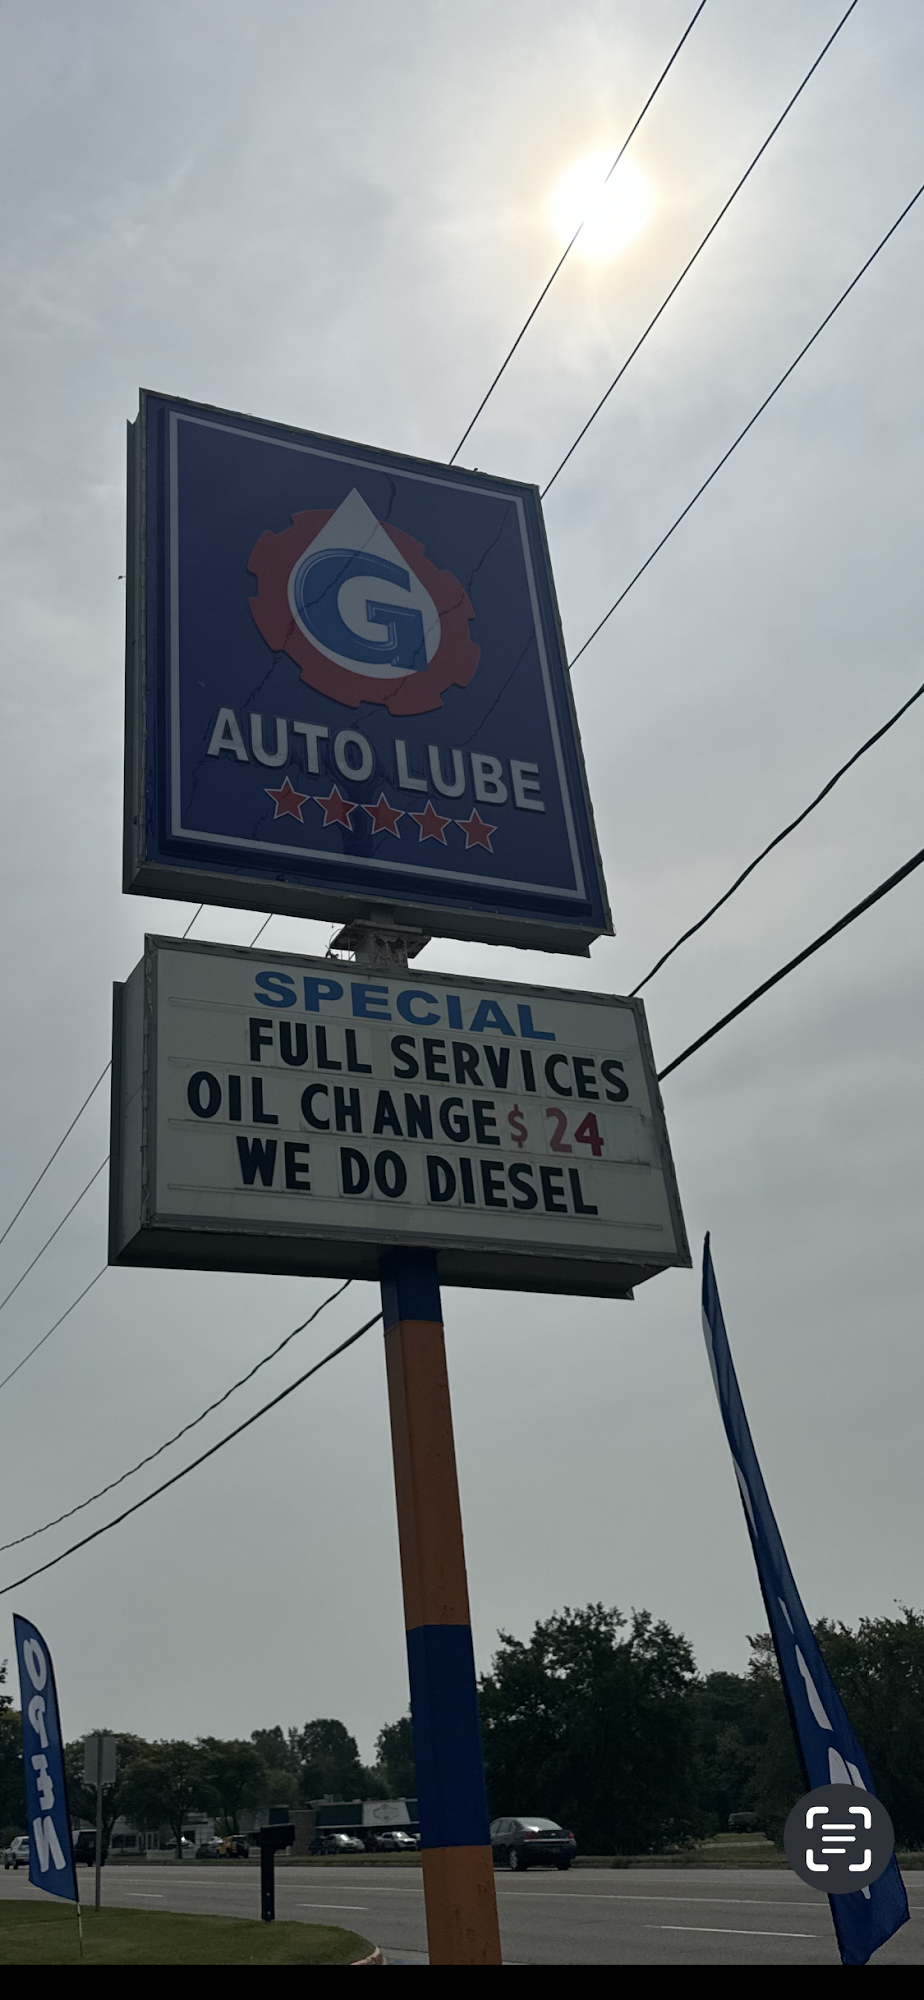 G
AUTO LUBE
SPECIAL
FULL SERVICES
OIL CHANGE $ 24
WE DO DIESEL
OPEN